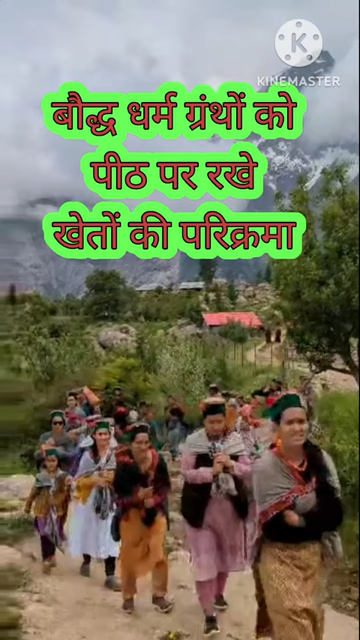 KINEMASTER
बौद्ध धर्म ग्रंथों को
पीठ पर रखे
खेतों की परिक्रमा